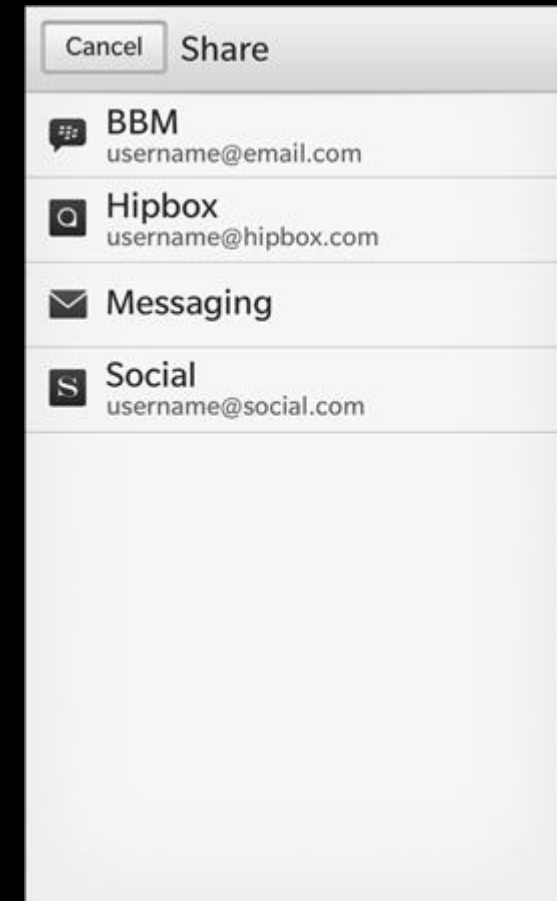 Cancel Share
BBM
username@email.com
Hipbox
username@hipbox.com
Messaging
S Social
username@social.com